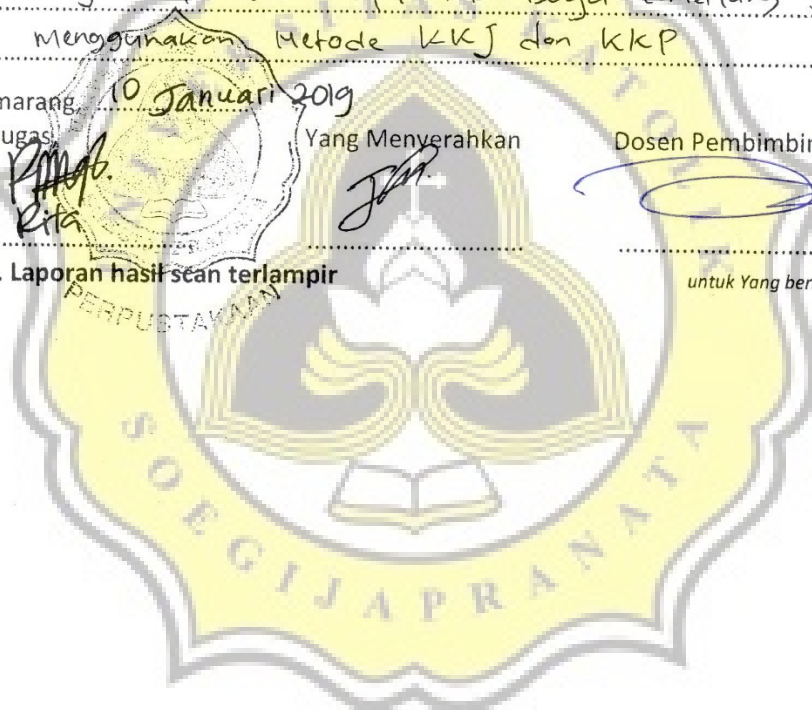 menggunakan Metode KKJ dan KKP
marang, 10 Januari 2019
ugas
Yang Menyerahkan
Dosen Pembimbin
Rita
. Laporan hasil scan terlampir
untuk Yang ber
PERPUSTAKAAN
SOEGIJAPRANATA